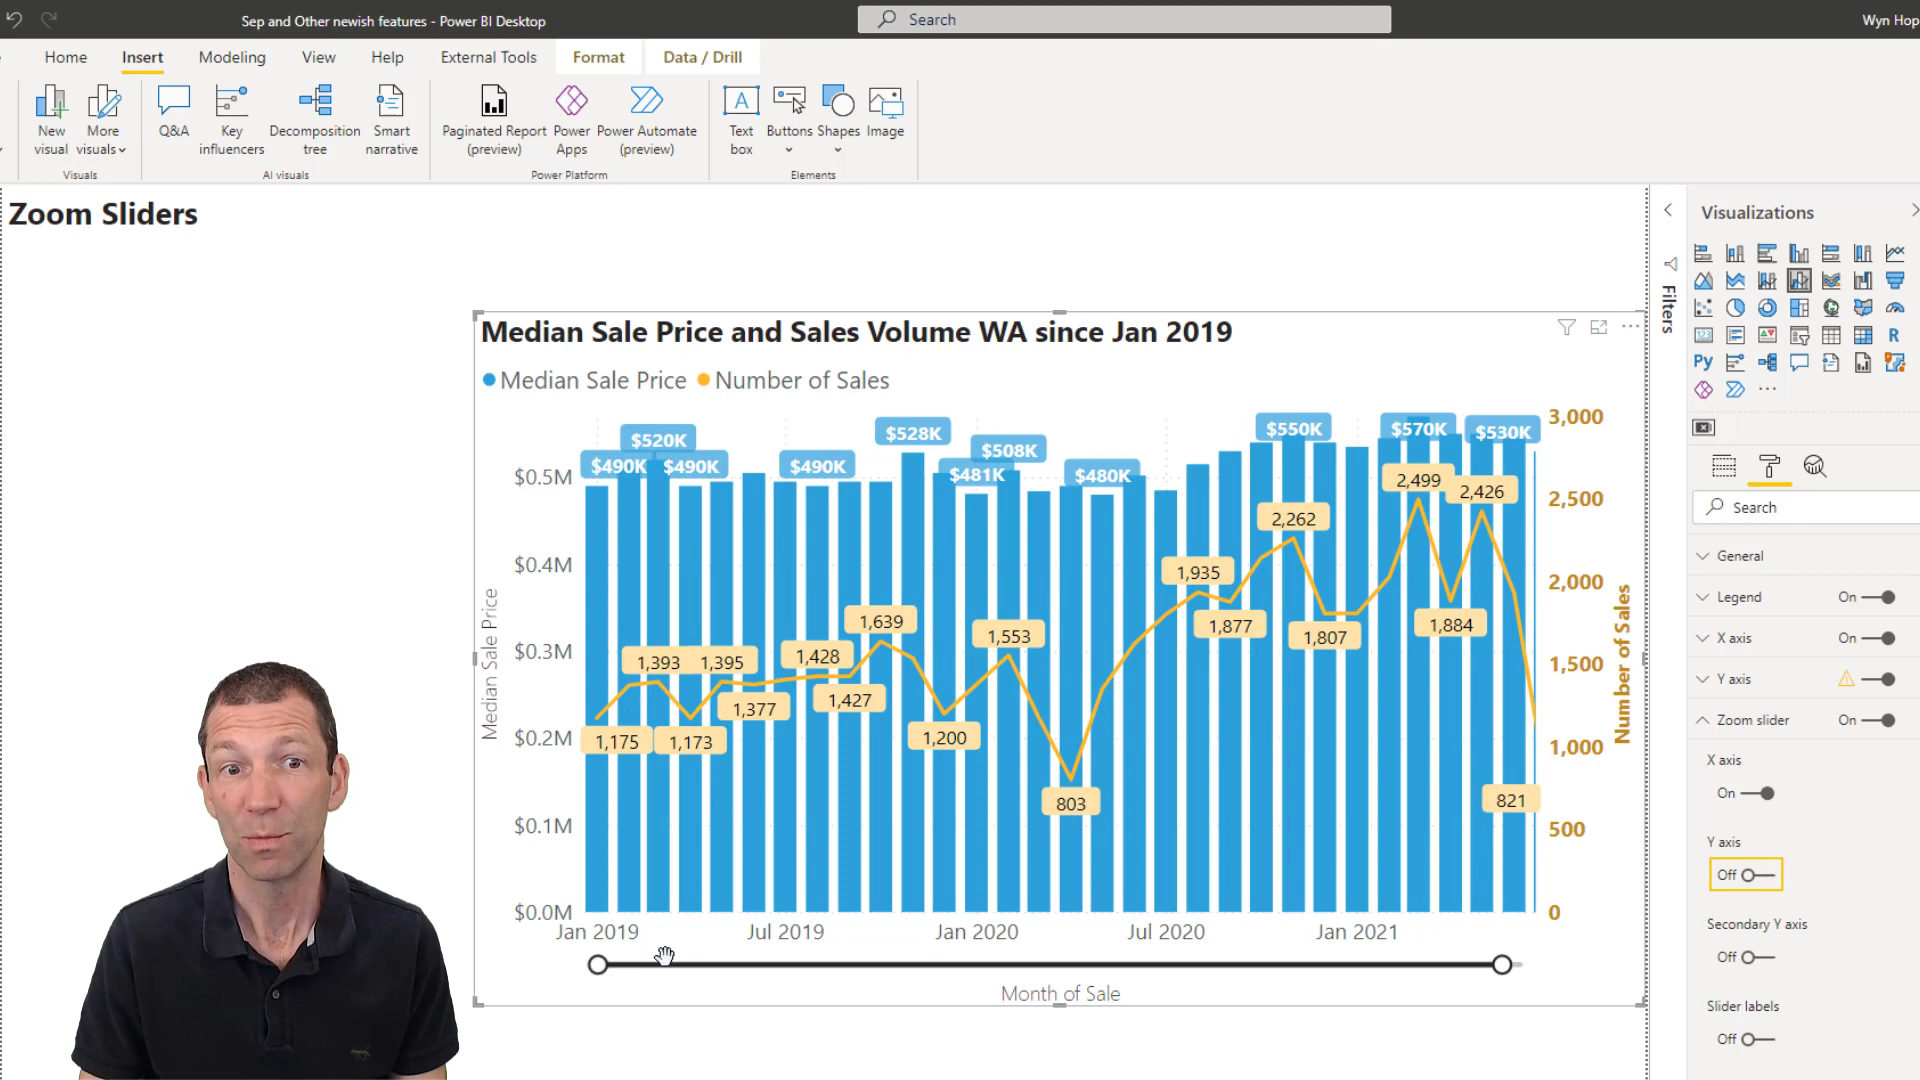 Sep and Other newish features - Power BI Desktop
Search
Wyn Hop
Home
Insert
Modeling
View
Help
External Tools
Format
Data / Drill
New visual
More visuals
Q&A
Key influencers
Decomposition tree
Smart narrative
Paginated Report (preview)
Power Apps
Power Automate (preview)
Text box
Buttons
Shapes
Image
Visuals
AI visuals
Power Platform
Elements
Zoom Sliders
Median Sale Price and Sales Volume WA since Jan 2019
Median Sale Price
Number of Sales
$490K
$520K
$490K
$490K
$528K
$481K
$508K
$480K
$550K
$570K
$530K
1,175
1,393
1,173
1,395
1,377
1,428
1,427
1,639
1,200
1,553
803
1,935
1,877
2,262
1,807
2,499
1,884
2,426
821
Median Sale Price
$0.5M
$0.4M
$0.3M
$0.2M
$0.1M
$0.0M
3,000
2,500
2,000
1,500
1,000
500
0
Number of Sales
Jan 2019
Jul 2019
Jan 2020
Jul 2020
Jan 2021
Month of Sale
Filters
Visualizations
123
R
Py
Search
General
Legend On
X axis On
Y axis
Zoom slider On
X axis
On
Y axis
Off
Secondary Y axis
Off
Slider labels
Off